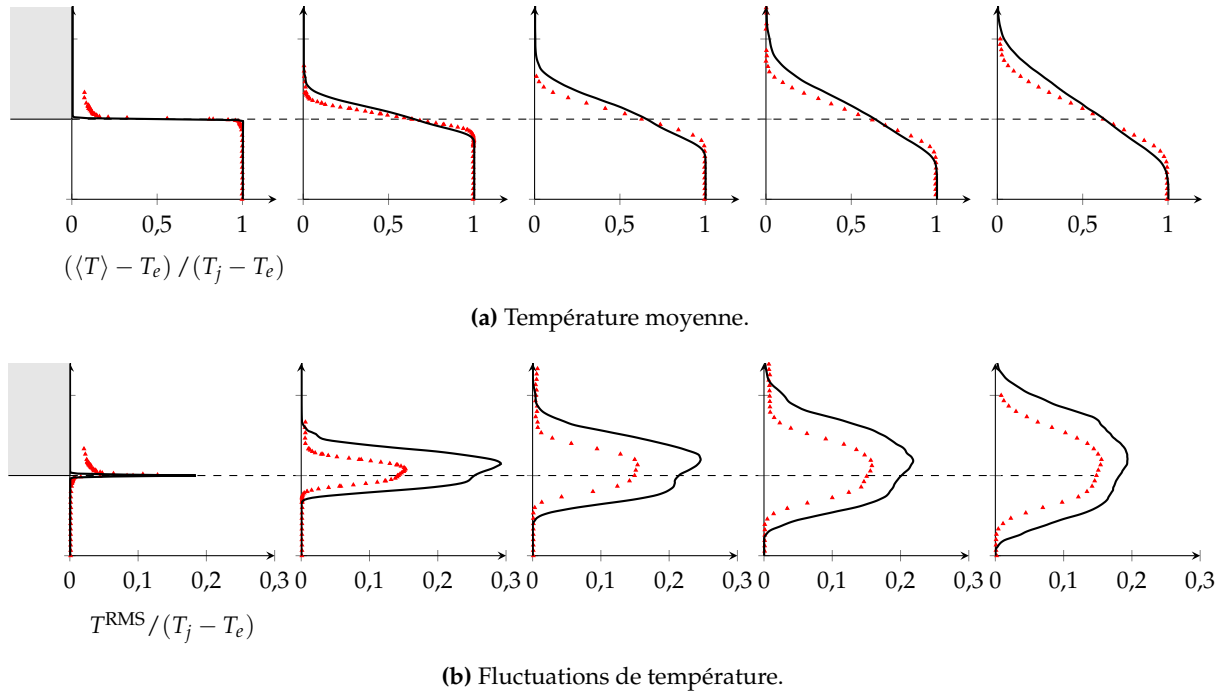 0 0,5 1 0 0,5 1 0 0,5 1 0 0,5 1 0 0,5 1
(⟨T⟩ − T_e) / (T_j − T_e)
(a) Température moyenne.
0 0,1 0,2 0,3 0 0,1 0,2 0,3 0 0,1 0,2 0,3 0 0,1 0,2 0,3 0 0,1 0,2 0,3
T^RMS/(T_j − T_e)
(b) Fluctuations de température.